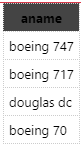 aname
boeing 747
boeing 717
douglas dc
boeing 70